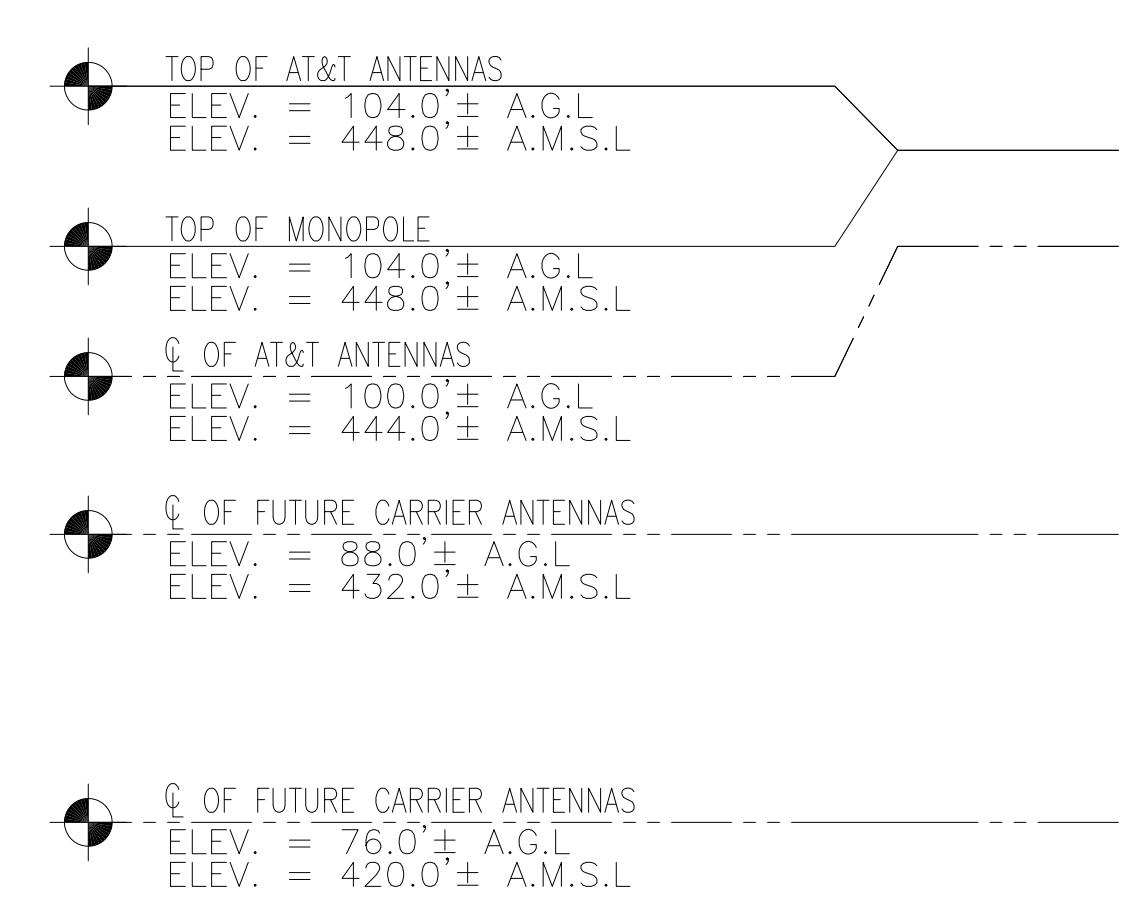 TOP OF AT&T ANTENNAS
ELEV. = 104.0'± A.G.L
ELEV. = 448.0'± A.M.S.L
TOP OF MONOPOLE
ELEV. = 104.0'± A.G.L
ELEV. = 448.0'± A.M.S.L
℄ OF AT&T ANTENNAS
ELEV. = 100.0'± A.G.L
ELEV. = 444.0'± A.M.S.L
℄ OF FUTURE CARRIER ANTENNAS
ELEV. = 88.0'± A.G.L
ELEV. = 432.0'± A.M.S.L
℄ OF FUTURE CARRIER ANTENNAS
ELEV. = 76.0'± A.G.L
ELEV. = 420.0'± A.M.S.L